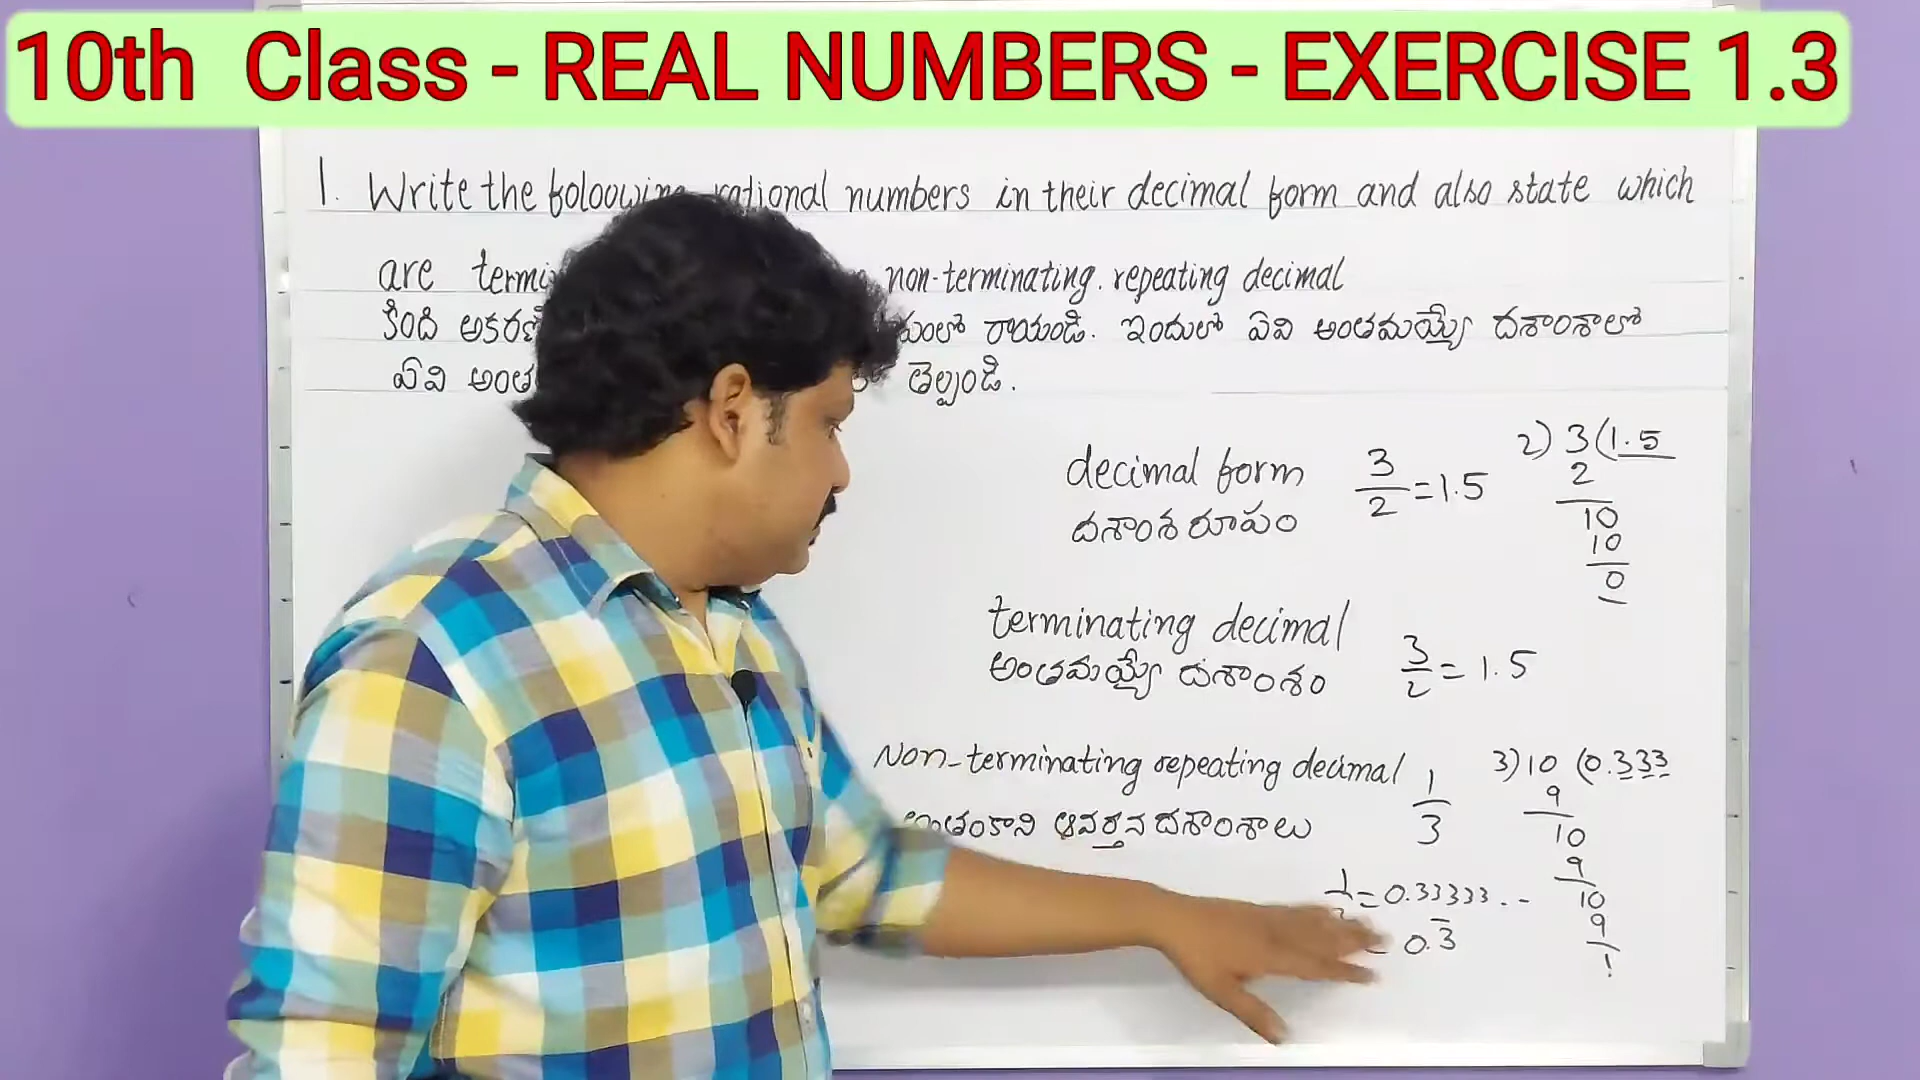 10th Class - REAL NUMBERS - EXERCISE 1.3
1. Write the foloowing rational numbers in their decimal form and also state which
are non-terminating. repeating decimal
కింది రాయండి. ఇందులో ఏవి అంతమయ్యే దశాంశాలో
ఏవి తెల్పండి.
decimal form 3/2 = 1.5
దశాంశ రూపం
2) 3 (1.5
2
10
10
0
terminating decimal
అంతమయ్యే దశాంశం
3/2 = 1.5
Non-terminating repeating decimal 1/3
అంతంకాని ఆవర్తన దశాంశాలు
3) 10 (0.333
9
10
9
10
9
1
= 0.33333. --
= 0.3̅